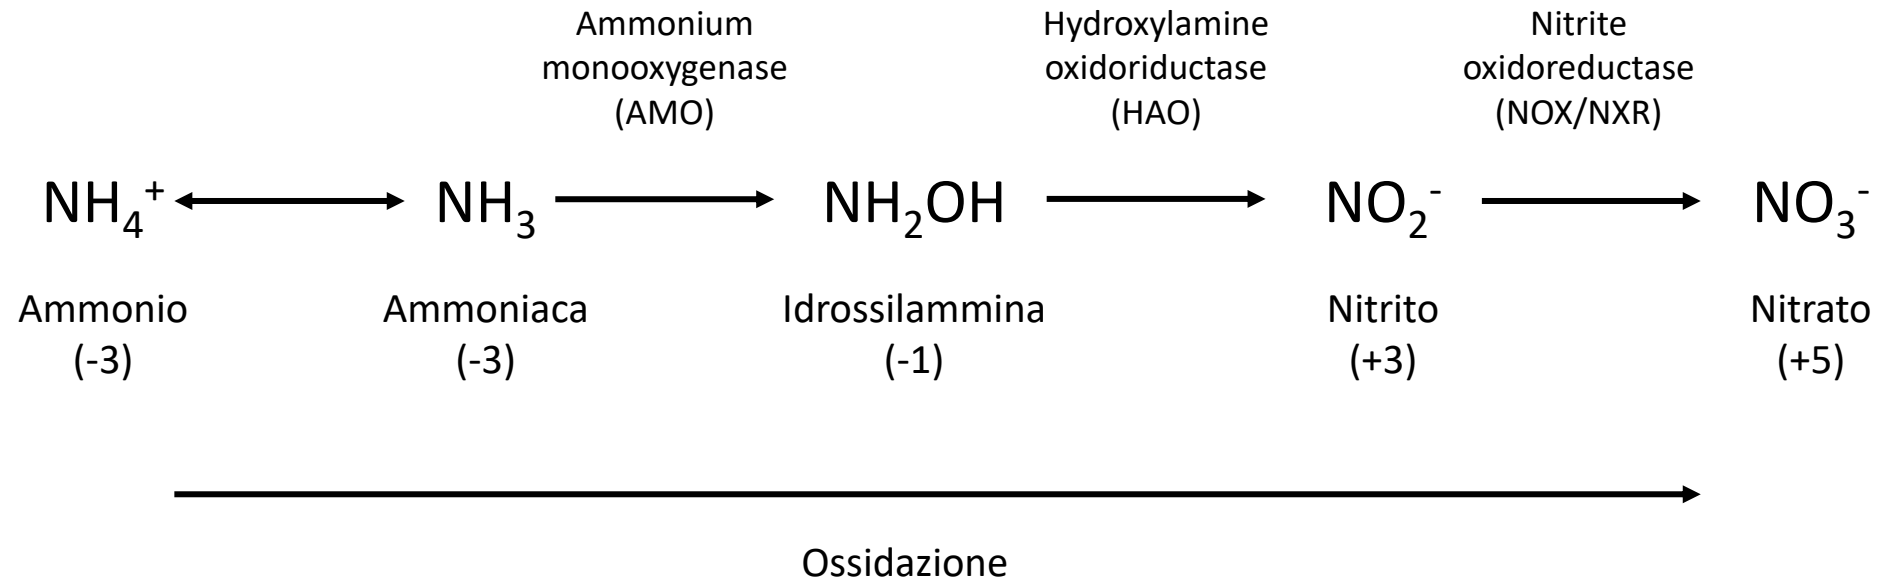 Ammonium
monooxygenase
(AMO)
Hydroxylamine
oxidoriductase
(HAO)
Nitrite
oxidoreductase
(NOX/NXR)
NH₄⁺
NH₃
NH₂OH
NO₂⁻
NO₃⁻
Ammonio
(-3)
Ammoniaca
(-3)
Idrossilammina
(-1)
Nitrito
(+3)
Nitrato
(+5)
Ossidazione